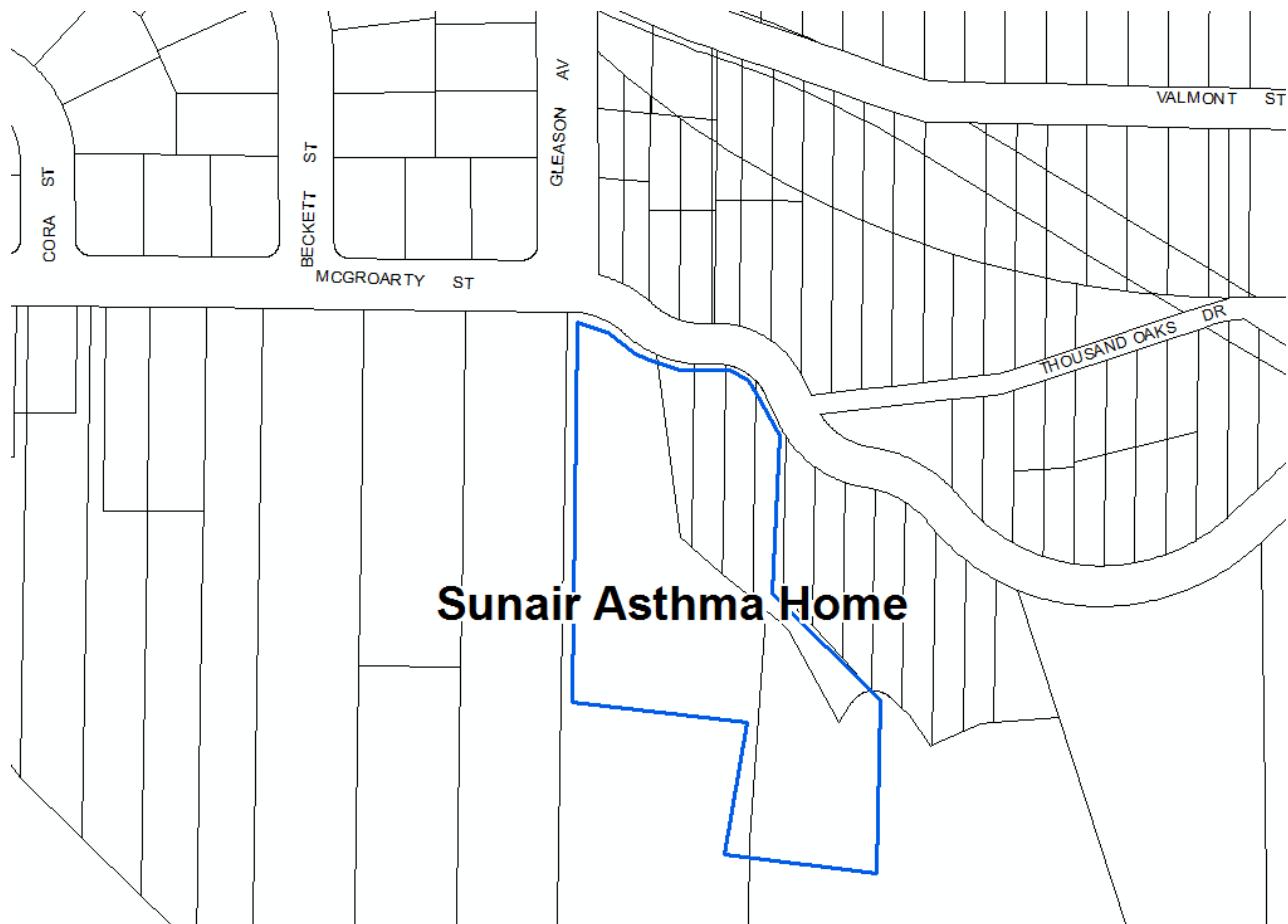 VALMONT ST
GLEASON AV
CORA ST
BECKETT ST
MCGROARTY ST
THOUSAND OAKS DR
Sunair Asthma Home